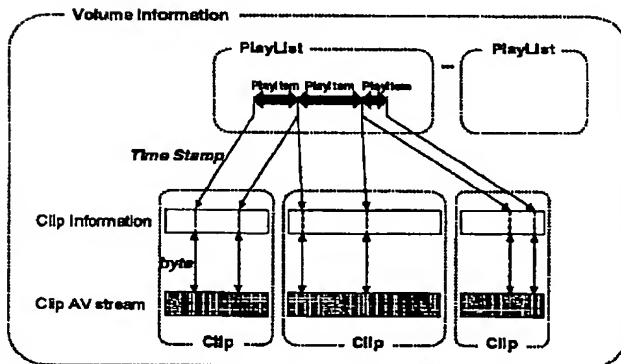 Volume Information
PlayList
PlayList
PlayItem PlayItem PlayItem
Time Stamp
Clip Information
byte
Clip AV stream
Clip
Clip
Clip